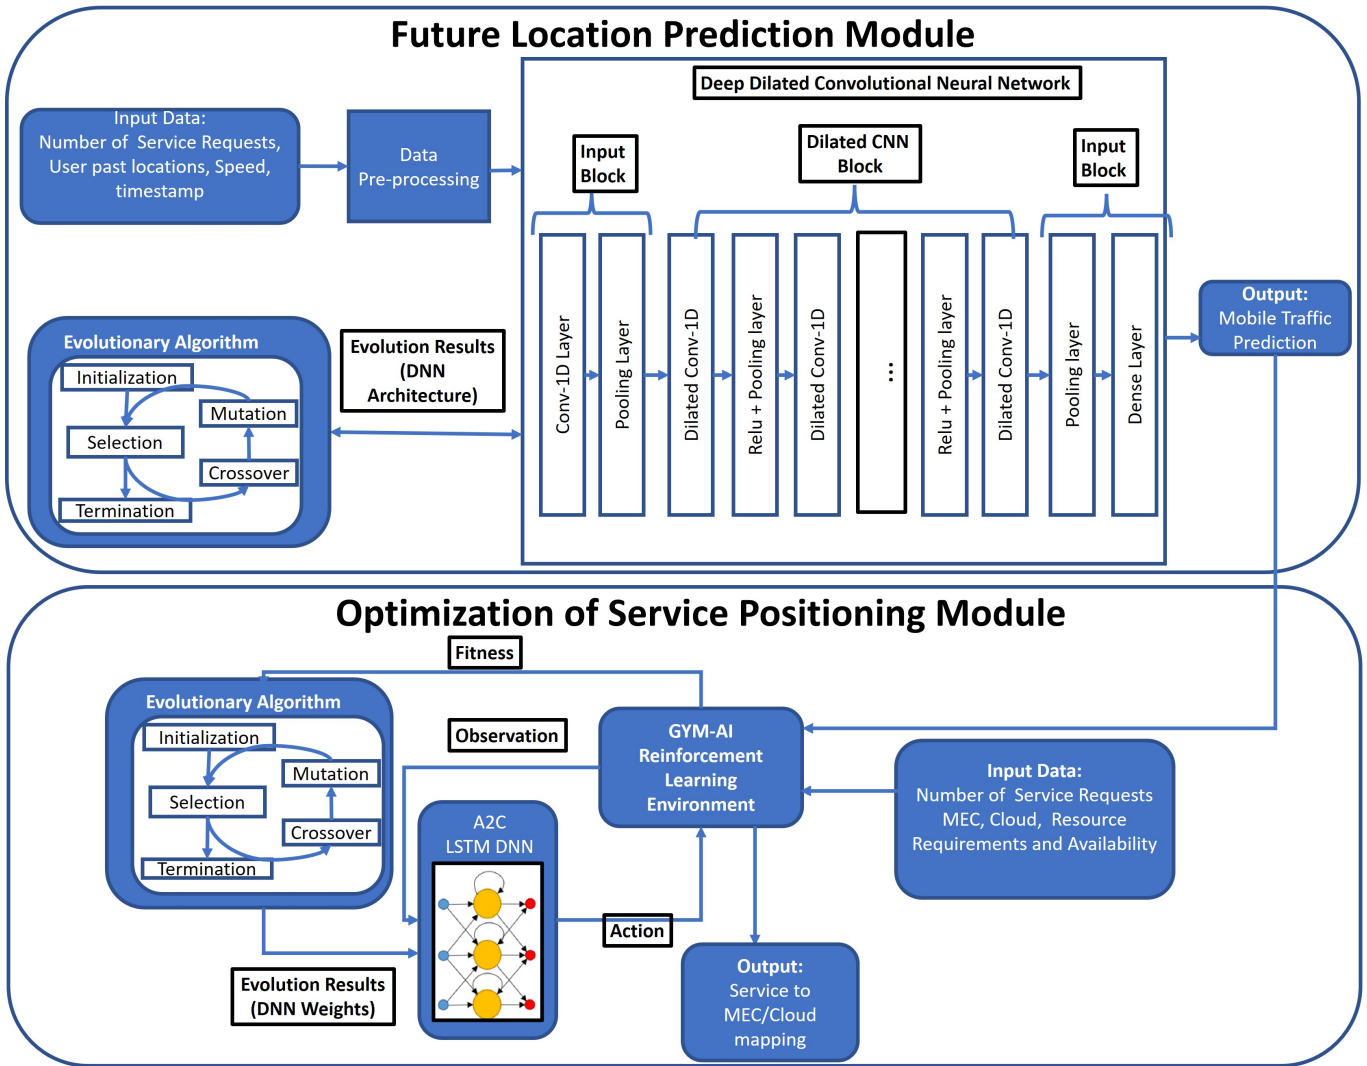 Future Location Prediction Module
Deep Dilated Convolutional Neural Network
Input Data:
Number of  Service Requests,
User past locations, Speed,
timestamp
Data
Pre-processing
Input
Block
Dilated CNN
Block
Input
Block
Conv-1D Layer
Pooling Layer
Dilated Conv-1D
Relu + Pooling layer
Dilated Conv-1D
...
Relu + Pooling layer
Dilated Conv-1D
Pooling layer
Dense Layer
Output:
Mobile Traffic
Prediction
Evolutionary Algorithm
Initialization
Mutation
Selection
Crossover
Termination
Evolution Results
(DNN
Architecture)
Optimization of Service Positioning Module
Fitness
Evolutionary Algorithm
Initialization
Mutation
Selection
Crossover
Termination
Observation
GYM-AI
Reinforcement
Learning
Environment
Input Data:
Number of  Service Requests
MEC, Cloud,  Resource
Requirements and Availability
A2C
LSTM DNN
Action
Evolution Results
(DNN Weights)
Output:
Service to
MEC/Cloud
mapping